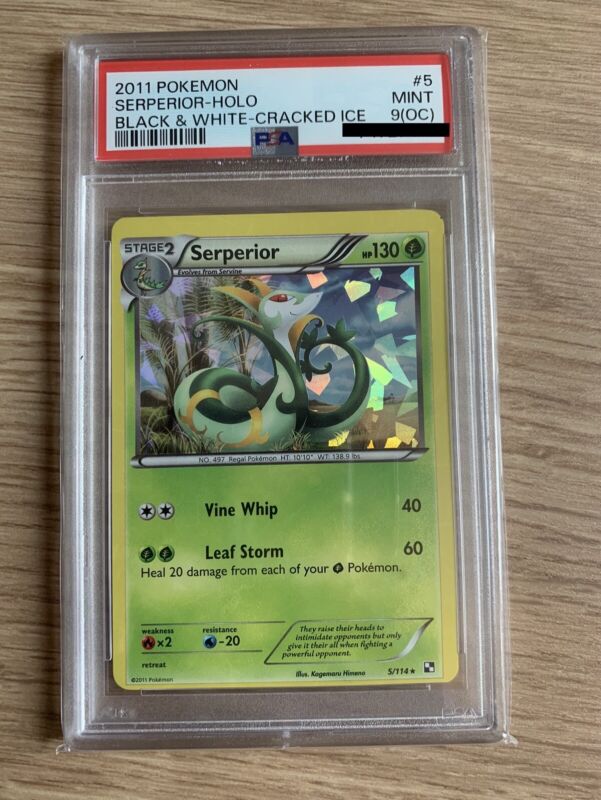 2011 POKEMON #5
SERPERIOR-HOLO MINT
BLACK & WHITE-CRACKED ICE 9(OC)
PSA
STAGE2 Serperior HP130
Evolves from Servine
NO. 497 Regal Pokémon HT: 10'10" WT: 138.9 lbs.
Vine Whip 40
Leaf Storm 60
Heal 20 damage from each of your Pokémon.
weakness resistance
×2 -20
retreat
They raise their heads to
intimidate opponents but only
give it their all when fighting a
powerful opponent.
©2011 Pokémon Illus. Kagemaru Himeno 5/114 ★